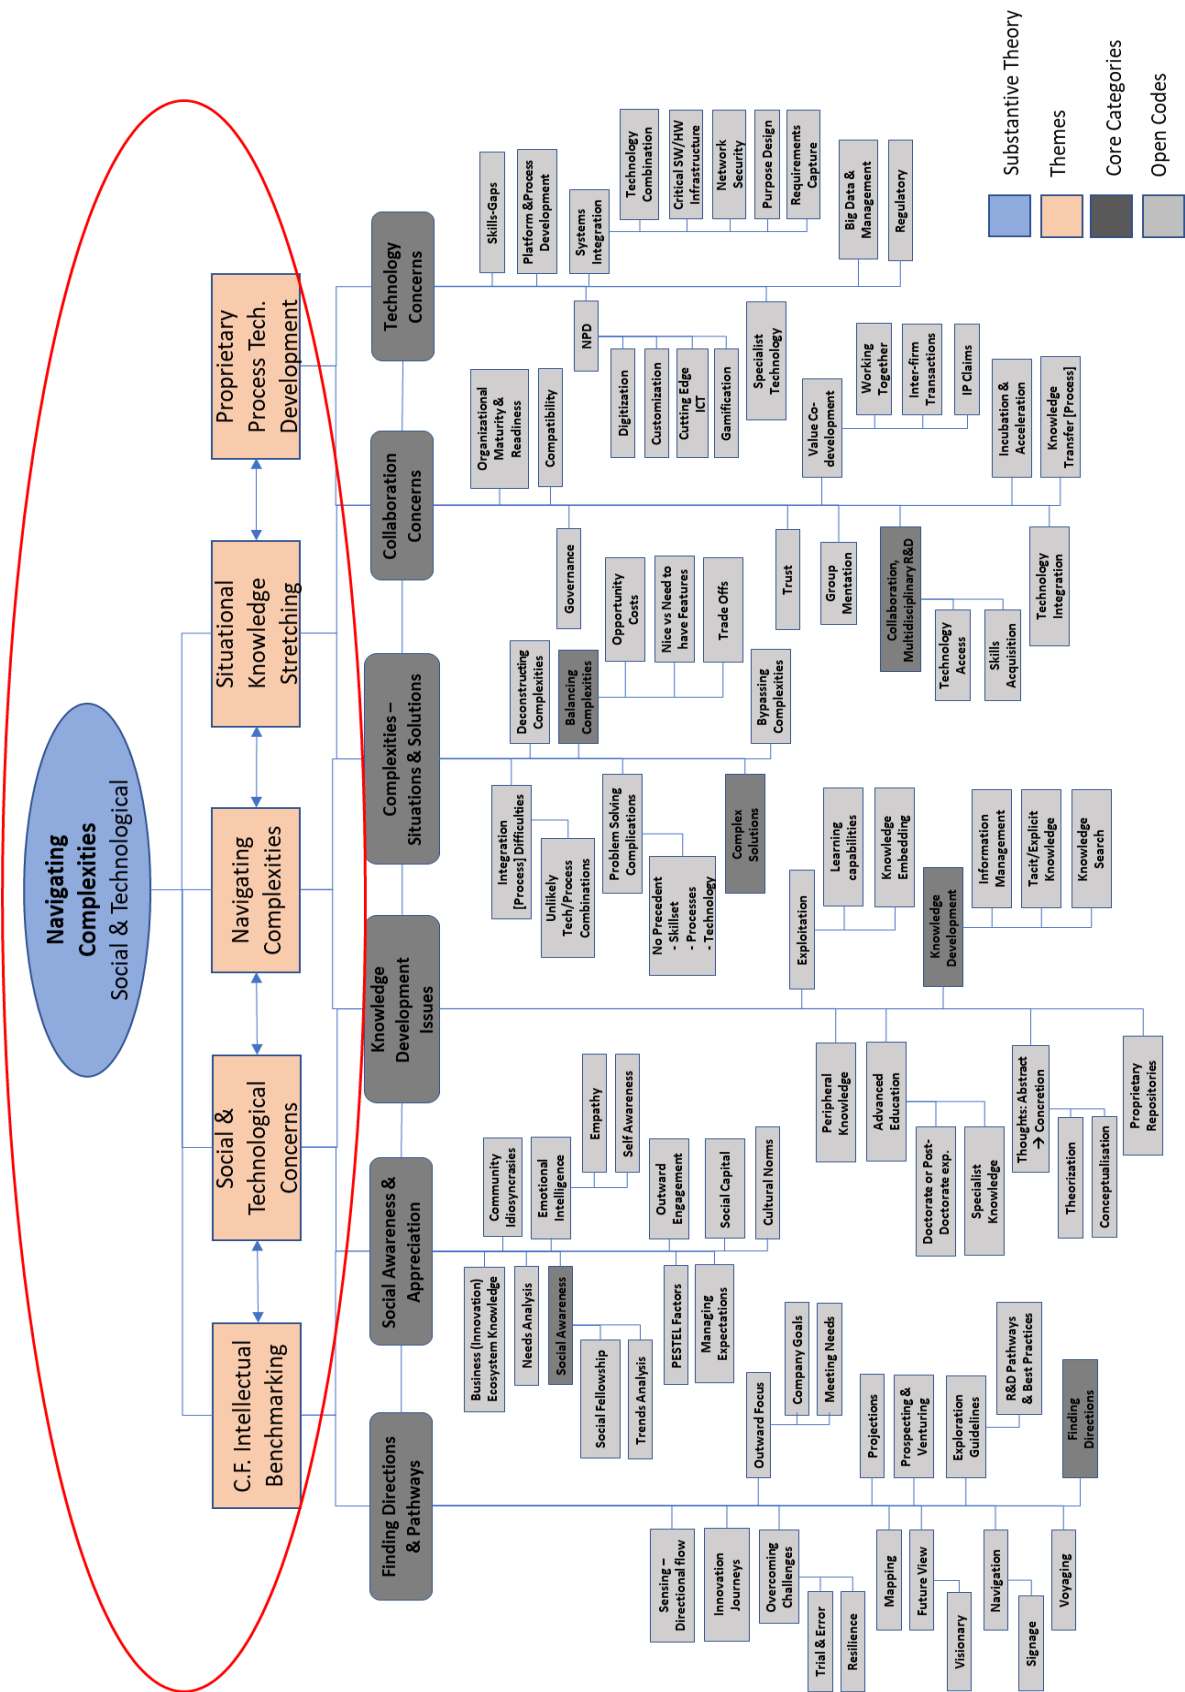 Navigating
Complexities
Social & Technological
C.F. Intellectual
Benchmarking
Social &
Technological
Concerns
Navigating
Complexities
Situational
Knowledge
Stretching
Proprietary
Process Tech.
Development
Finding Directions
& Pathways
Social Awareness &
Appreciation
Knowledge
Development
Issues
Complexities –
Situations & Solutions
Collaboration
Concerns
Technology
Concerns
Sensing –
Directional flow
Innovation
Journeys
Overcoming
Challenges
Trial & Error
Resilience
Mapping
Future View
Visionary
Navigation
Signage
Voyaging
Outward Focus
Company Goals
Meeting Needs
Projections
Prospecting &
Venturing
Exploration
Guidelines
R&D Pathways
& Best Practices
Finding
Directions
Business (Innovation)
Ecosystem Knowledge
Needs Analysis
Social Awareness
Social Fellowship
Trends Analysis
PESTEL Factors
Managing
Expectations
Community
Idiosyncrasies
Emotional
Intelligence
Empathy
Self Awareness
Outward
Engagement
Social Capital
Cultural Norms
Peripheral
Knowledge
Advanced
Education
Doctorate or Post-
Doctorate exp.
Specialist
Knowledge
Thoughts: Abstract
→ Concretion
Theorization
Conceptualisation
Proprietary
Repositories
Exploitation
Learning
capabilities
Knowledge
Embedding
Knowledge
Development
Information
Management
Tacit/Explicit
Knowledge
Knowledge
Search
Integration
[Process] Difficulties
Unlikely
Tech/Process
Combinations
Problem Solving
Complications
No Precedent
- Skillset
- Processes
- Technology
Complex
Solutions
Deconstructing
Complexities
Balancing
Complexities
Opportunity
Costs
Nice vs Need to
have Features
Trade Offs
Bypassing
Complexities
Governance
Trust
Group
Mentation
Collaboration,
Multidisciplinary R&D
Technology
Access
Skills
Acquisition
Technology
Integration
Organizational
Maturity &
Readiness
Compatibility
Value Co-
development
Working
Together
Inter-firm
Transactions
IP Claims
Incubation &
Acceleration
Knowledge
Transfer [Process]
NPD
Digitization
Customization
Cutting Edge
ICT
Gamification
Specialist
Technology
Skills-Gaps
Platform &Process
Development
Systems
Integration
Technology
Combination
Critical SW/HW
Infrastructure
Network
Security
Purpose Design
Requirements
Capture
Big Data &
Management
Regulatory
Substantive Theory
Themes
Core Categories
Open Codes